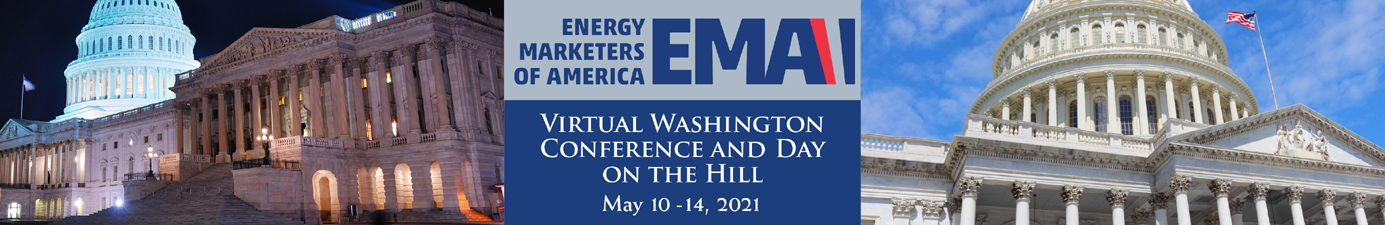 ENERGY
MARKETERS
OF AMERICA
EMA
VIRTUAL WASHINGTON
CONFERENCE AND DAY
ON THE HILL
May 10 -14, 2021